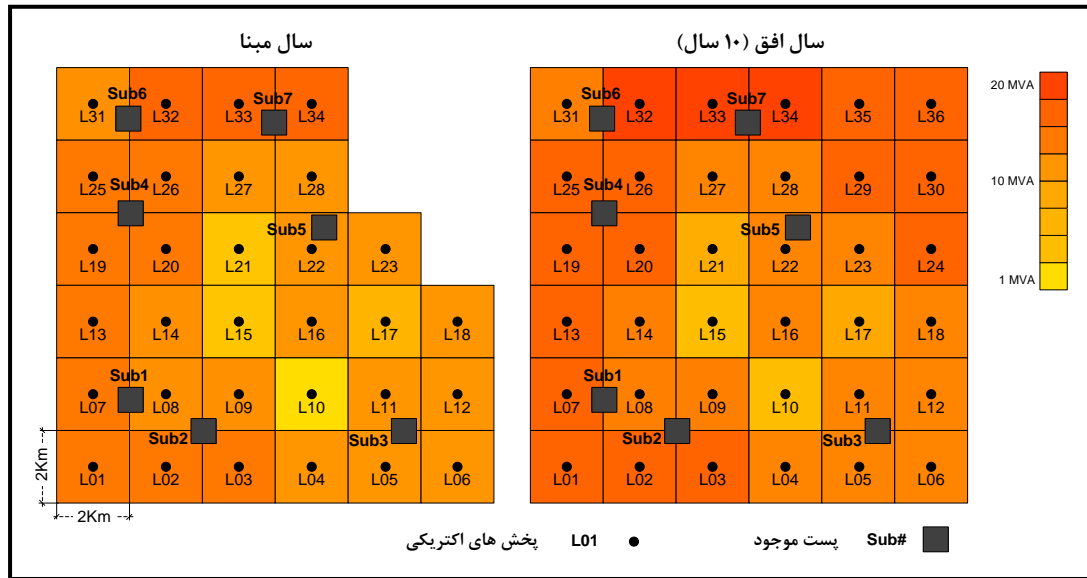 سال مبنا
سال افق (۱۰ سال)
Sub6
Sub7
L31 L32 L33 L34
L25 L26 L27 L28
Sub4
Sub5
L19 L20 L21 L22 L23
L13 L14 L15 L16 L17 L18
Sub1
L07 L08 L09 L10 L11 L12
Sub2
Sub3
L01 L02 L03 L04 L05 L06
2Km
2Km
Sub6
Sub7
L31 L32 L33 L34 L35 L36
L25 L26 L27 L28 L29 L30
Sub4
Sub5
L19 L20 L21 L22 L23 L24
L13 L14 L15 L16 L17 L18
Sub1
L07 L08 L09 L10 L11 L12
Sub2
Sub3
L01 L02 L03 L04 L05 L06
20 MVA
10 MVA
1 MVA
پخش های اکتریکی L01
پست موجود Sub#